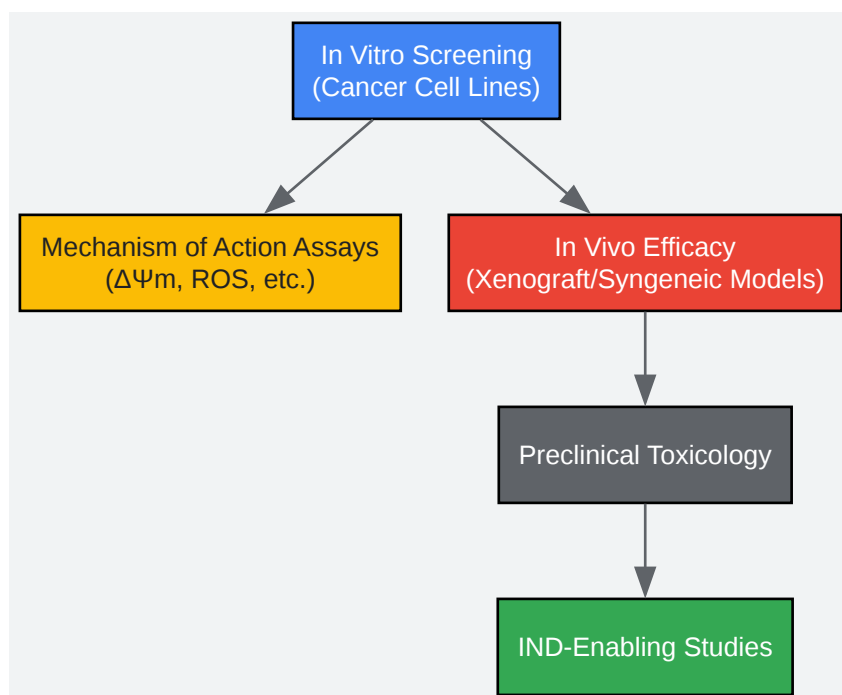 In Vitro Screening
(Cancer Cell Lines)
Mechanism of Action Assays
(ΔΨm, ROS, etc.)
In Vivo Efficacy
(Xenograft/Syngeneic Models)
Preclinical Toxicology
IND-Enabling Studies